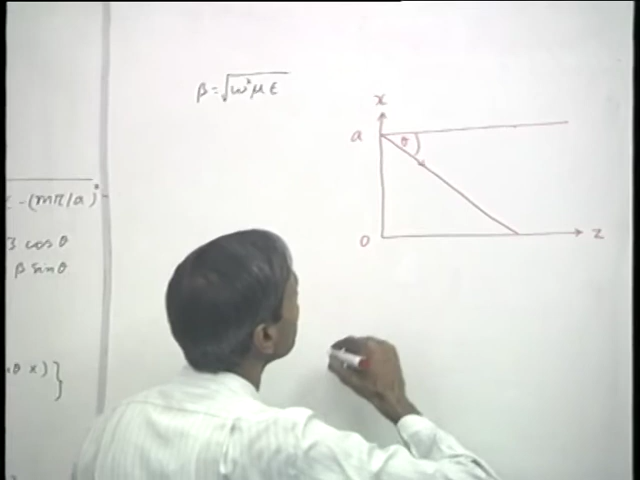 β = √ω²με
x
a
θ
0
z
- (mπ/a)²
β cos θ
β sin θ
θ x) }